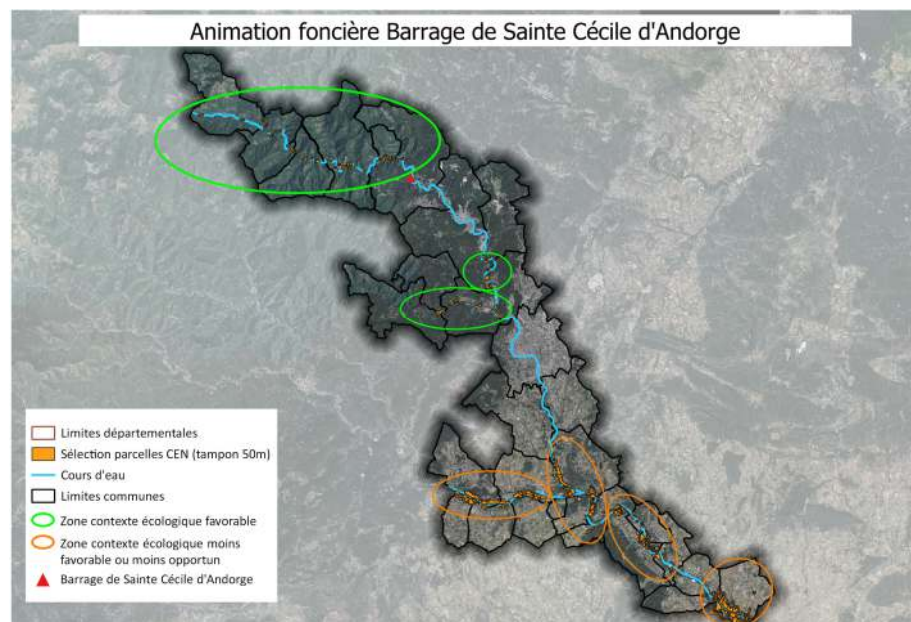 Animation foncière Barrage de Sainte Cécile d'Andorge
Limites départementales
Sélection parcelles CEN (tampon 50m)
Cours d'eau
Limites communes
Zone contexte écologique favorable
Zone contexte écologique moins
favorable ou moins opportun
Barrage de Sainte Cécile d'Andorge